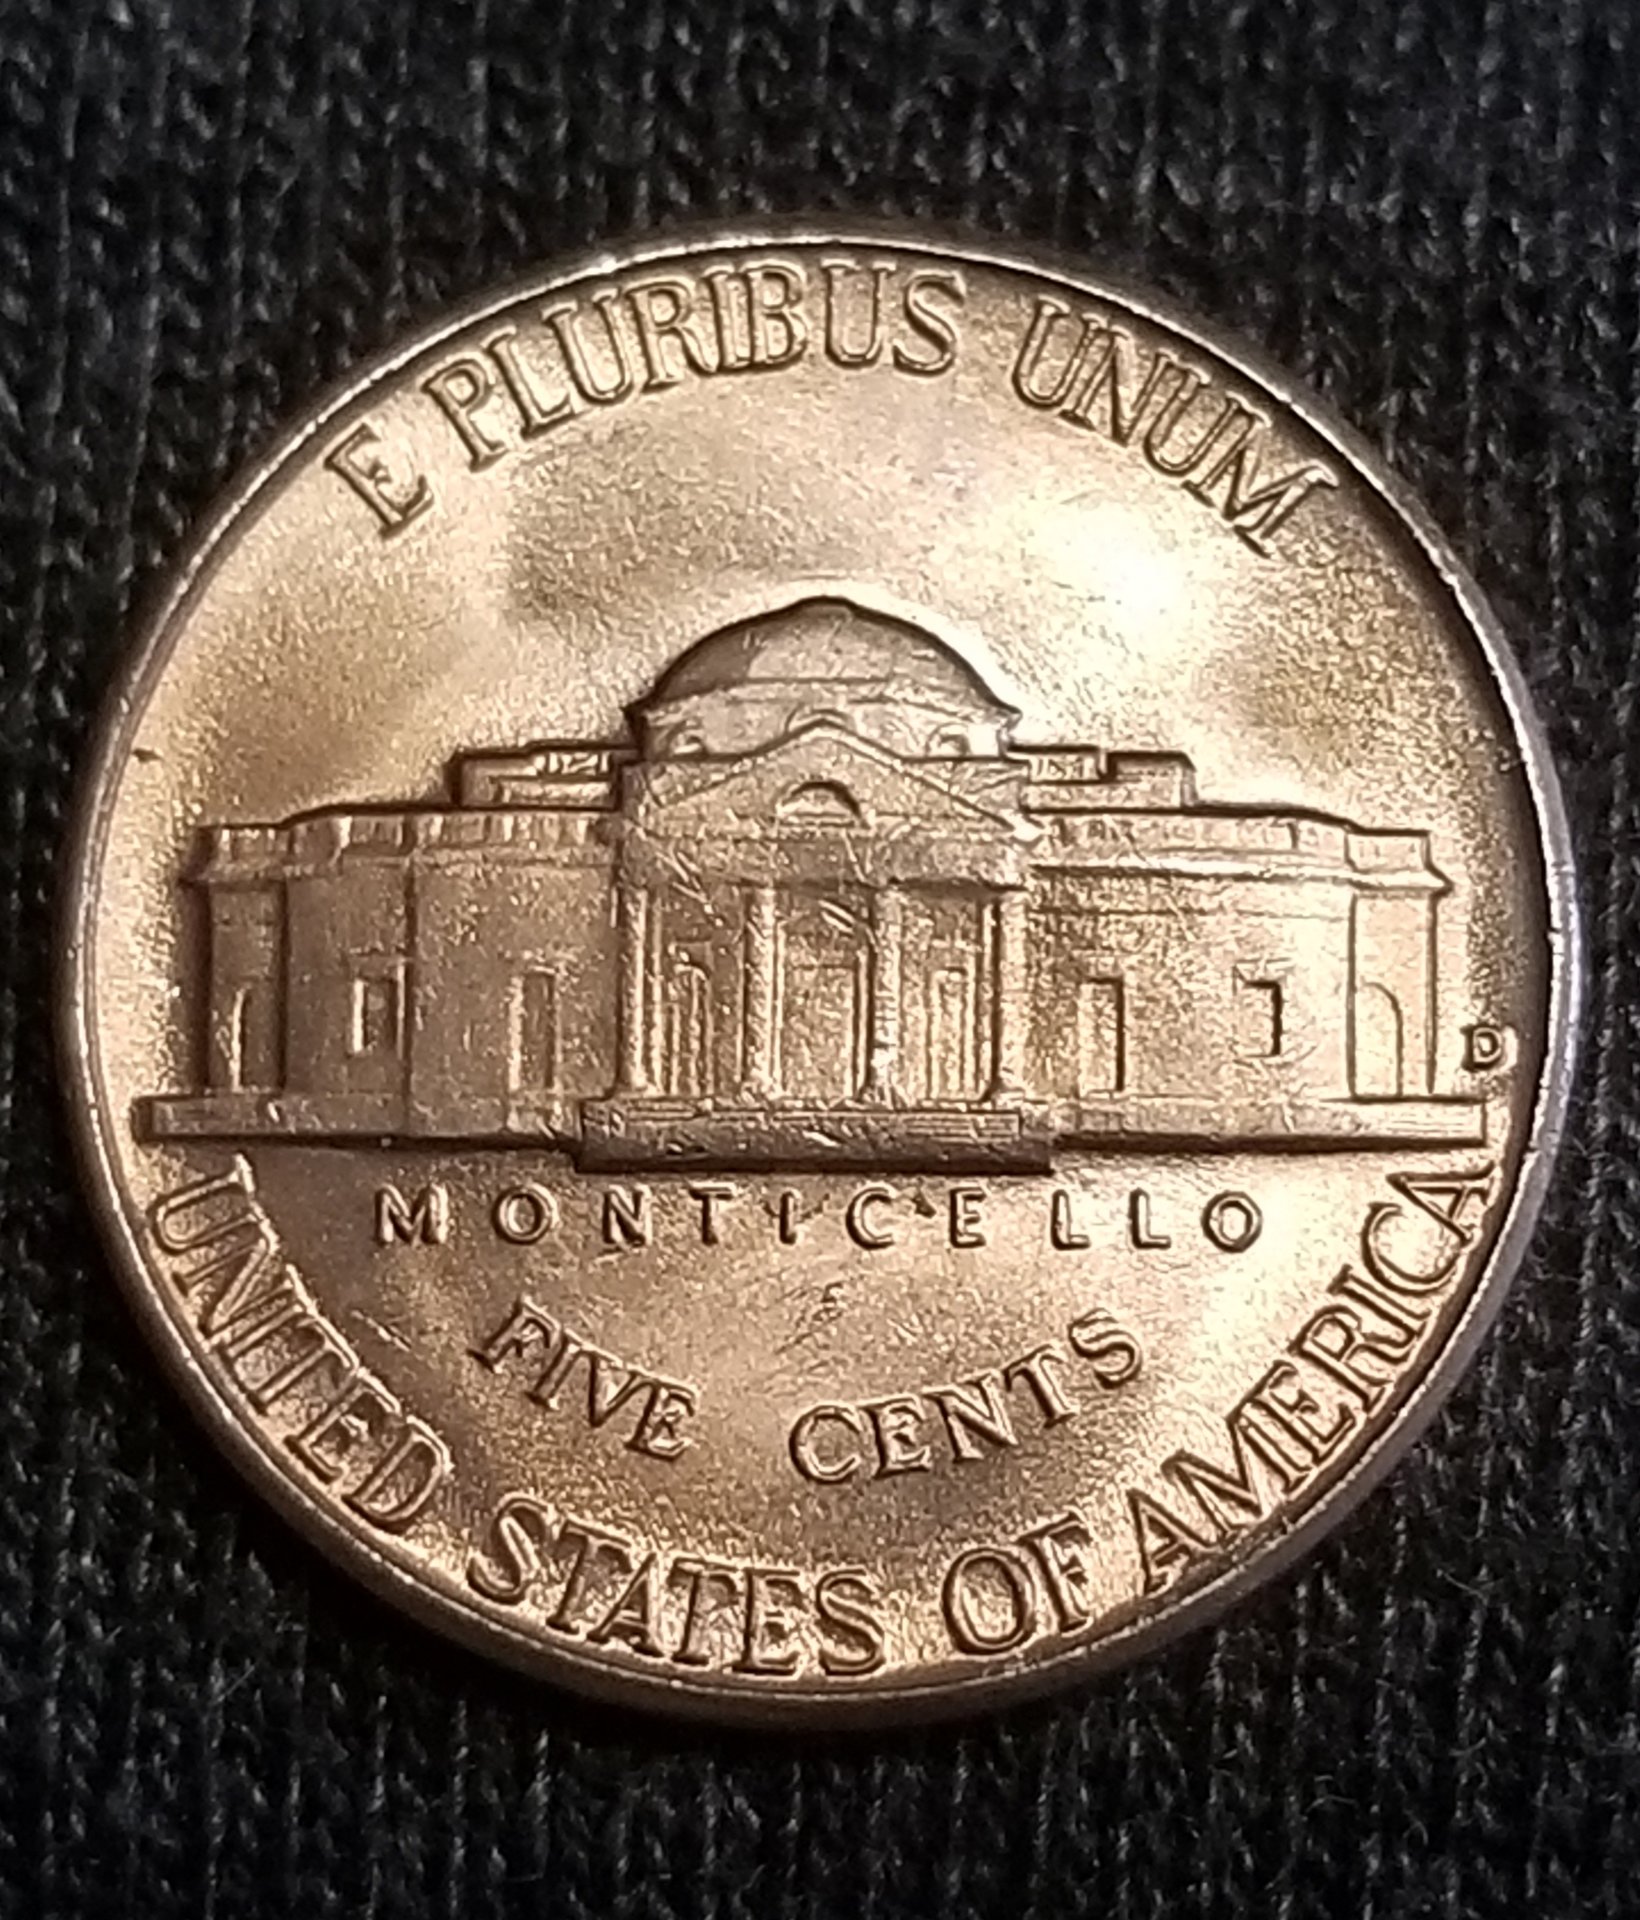 E PLURIBUS UNUM
D
MONTICELLO
FIVE CENTS
UNITED STATES OF AMERICA